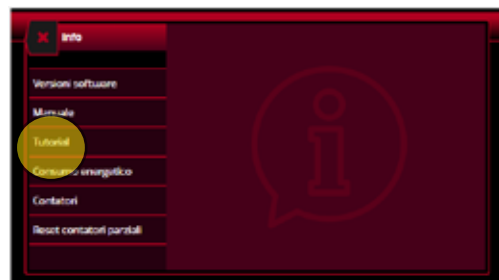 Info
Versioni software
Manuale
Tutorial
Consumo energetico
Contatori
Reset contatori parziali